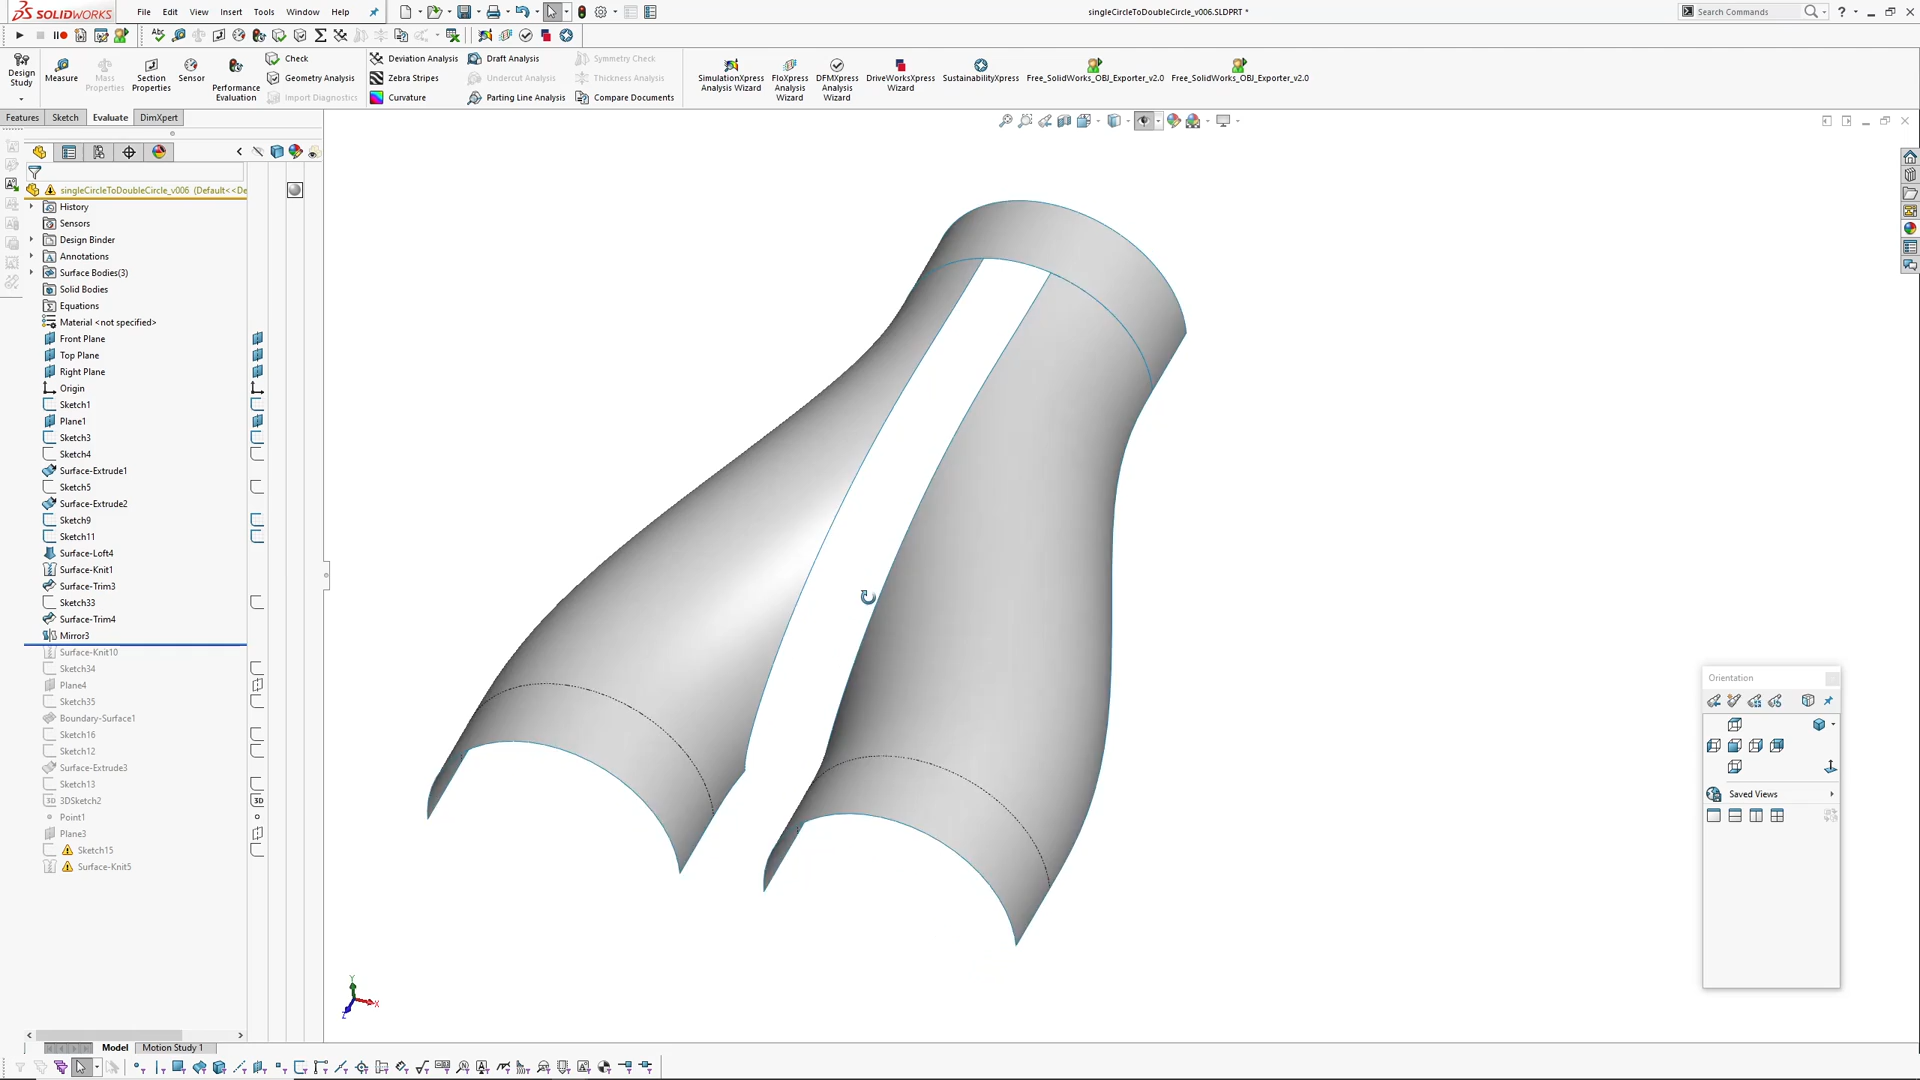 SOLIDWORKS File Edit View Insert Tools Window Help singleCircleToDoubleCircle_v006.SLDPRT * Search Commands
Design Study
Measure
Mass Properties
Section Properties
Sensor
Performance Evaluation
Check
Geometry Analysis
Import Diagnostics
Deviation Analysis
Zebra Stripes
Curvature
Draft Analysis
Undercut Analysis
Parting Line Analysis
Symmetry Check
Thickness Analysis
Compare Documents
SimulationXpress Analysis Wizard
FloXpress Analysis Wizard
DFMXpress Analysis Wizard
DriveWorksXpress Wizard
SustainabilityXpress
Free_SolidWorks_OBJ_Exporter_v2.0
Free_SolidWorks_OBJ_Exporter_v2.0
Features Sketch Evaluate DimXpert
singleCircleToDoubleCircle_v006 (Default<<De
History
Sensors
Design Binder
Annotations
Surface Bodies(3)
Solid Bodies
Equations
Material <not specified>
Front Plane
Top Plane
Right Plane
Origin
Sketch1
Plane1
Sketch3
Sketch4
Surface-Extrude1
Sketch5
Surface-Extrude2
Sketch9
Sketch11
Surface-Loft4
Surface-Knit1
Surface-Trim3
Sketch33
Surface-Trim4
Mirror3
Surface-Knit10
Sketch34
Plane4
Sketch35
Boundary-Surface1
Sketch16
Sketch12
Surface-Extrude3
Sketch13
3D 3DSketch2 3D
Point1
Plane3
Sketch15
Surface-Knit5
Orientation
Saved Views
Y
X
Z
Model Motion Study 1